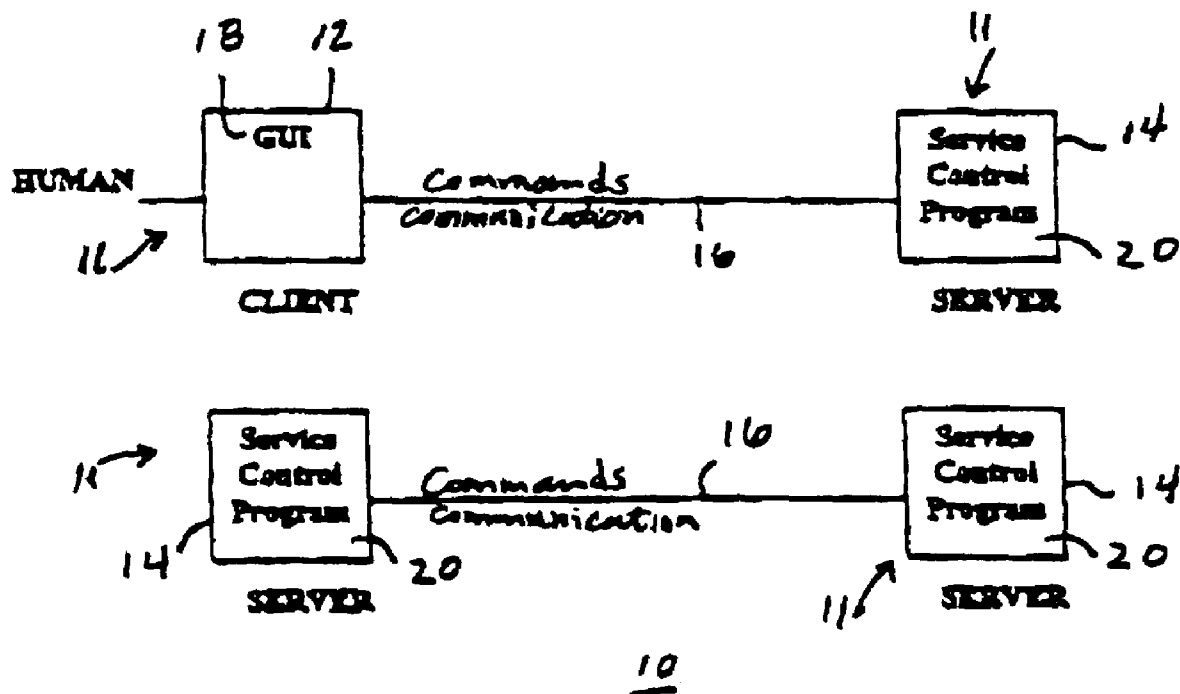 18 12 11
GUI
HUMAN
Commands
communication
11
16
CLIENT
Service
Control
Program
14
20
SERVER
11
Service
Control
Program
14
20
SERVER
Commands
communication
16
Service
Control
Program
14
20
11
SERVER
10